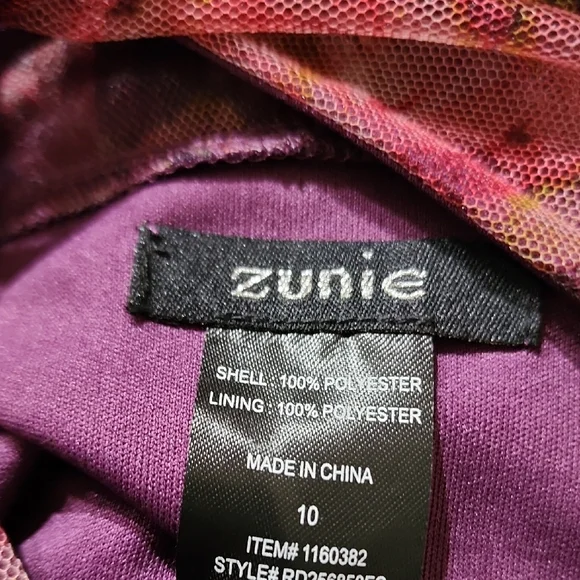 zunie
SHELL : 100% POLYESTER
LINING : 100% POLYESTER
MADE IN CHINA
10
ITEM# 1160382
STYLE#